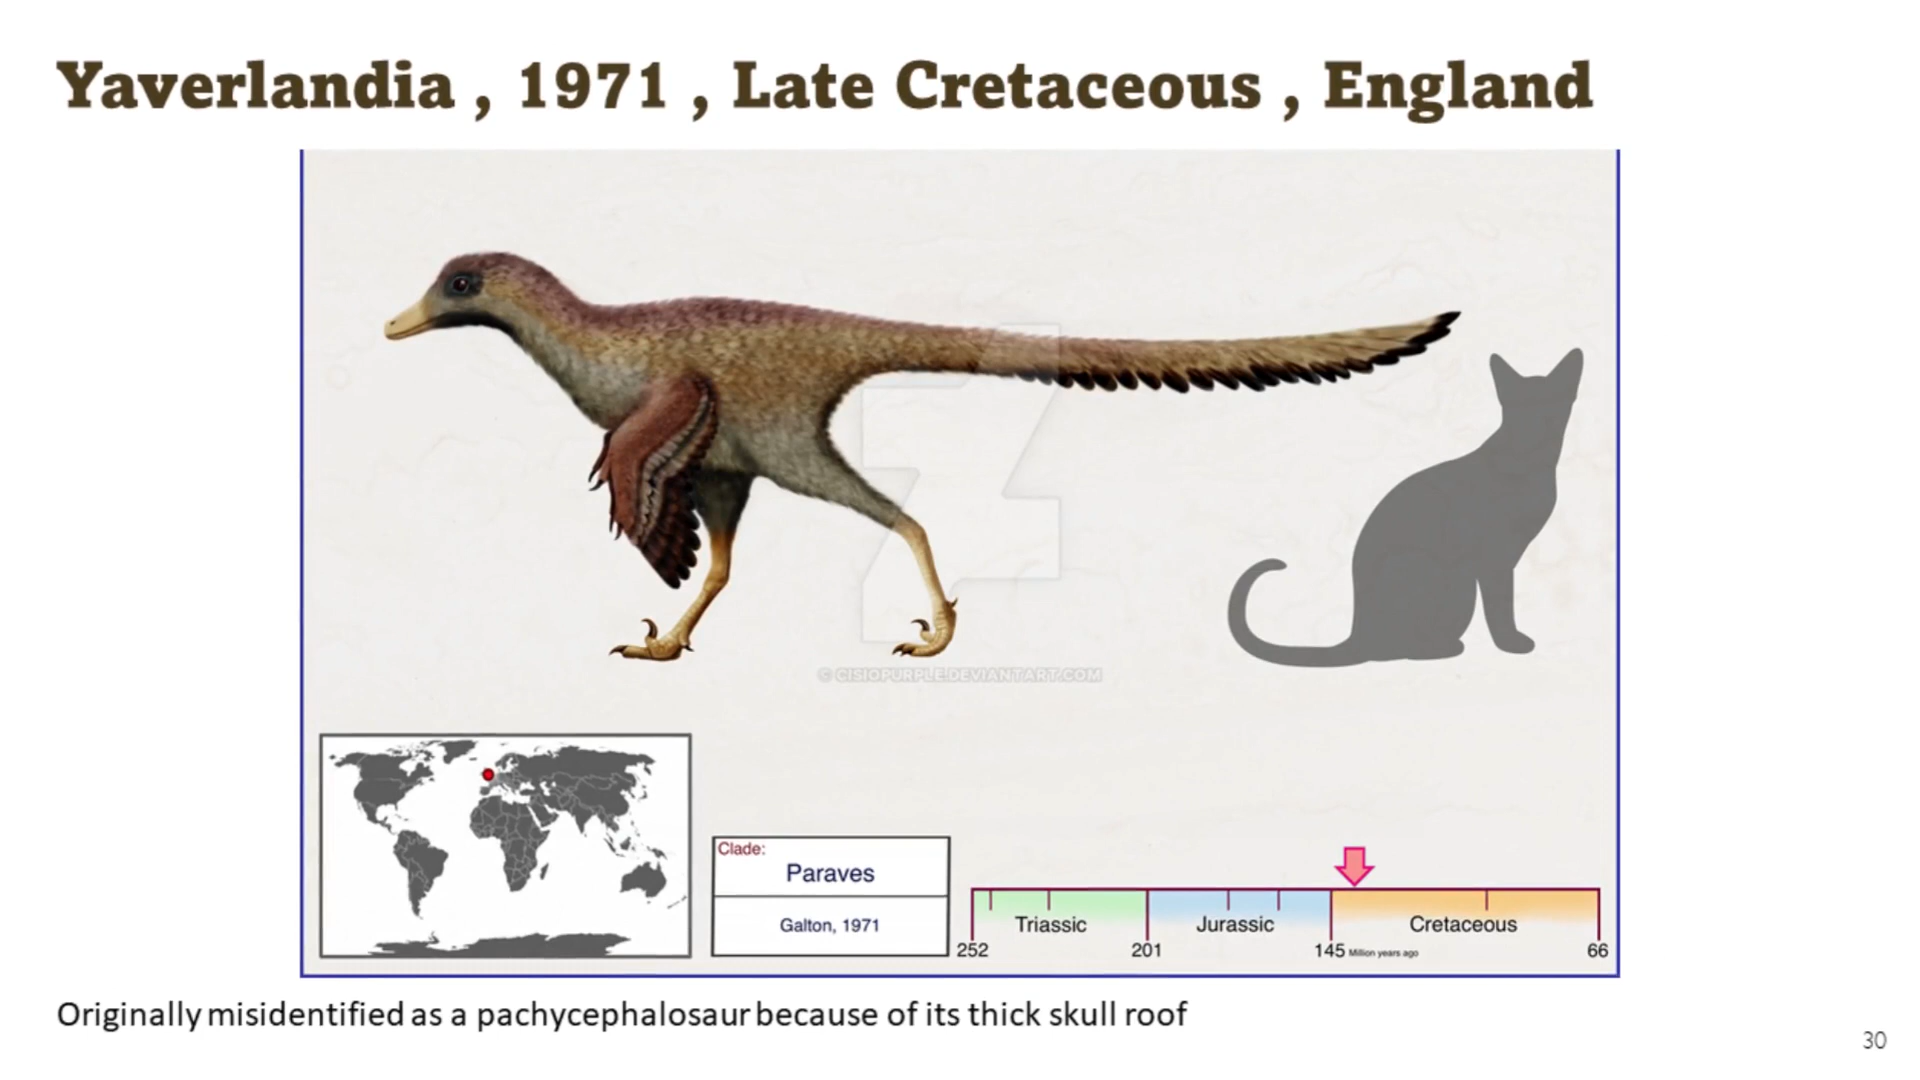 Yaverlandia , 1971 , Late Cretaceous , England
© CISIOPURPLE.DEVIANTART.COM
Clade:
Paraves
Galton, 1971
Triassic Jurassic Cretaceous
252 201 145 Million years ago 66
Originally misidentified as a pachycephalosaur because of its thick skull roof
30